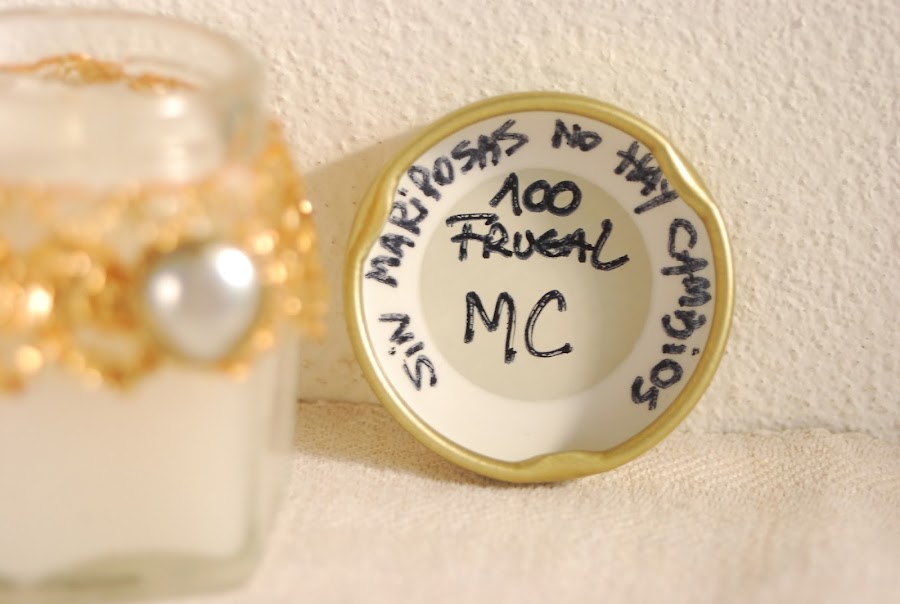 SiN MARiPOSAS NO HAY CAMBiOS
100
FRUGAL
MC